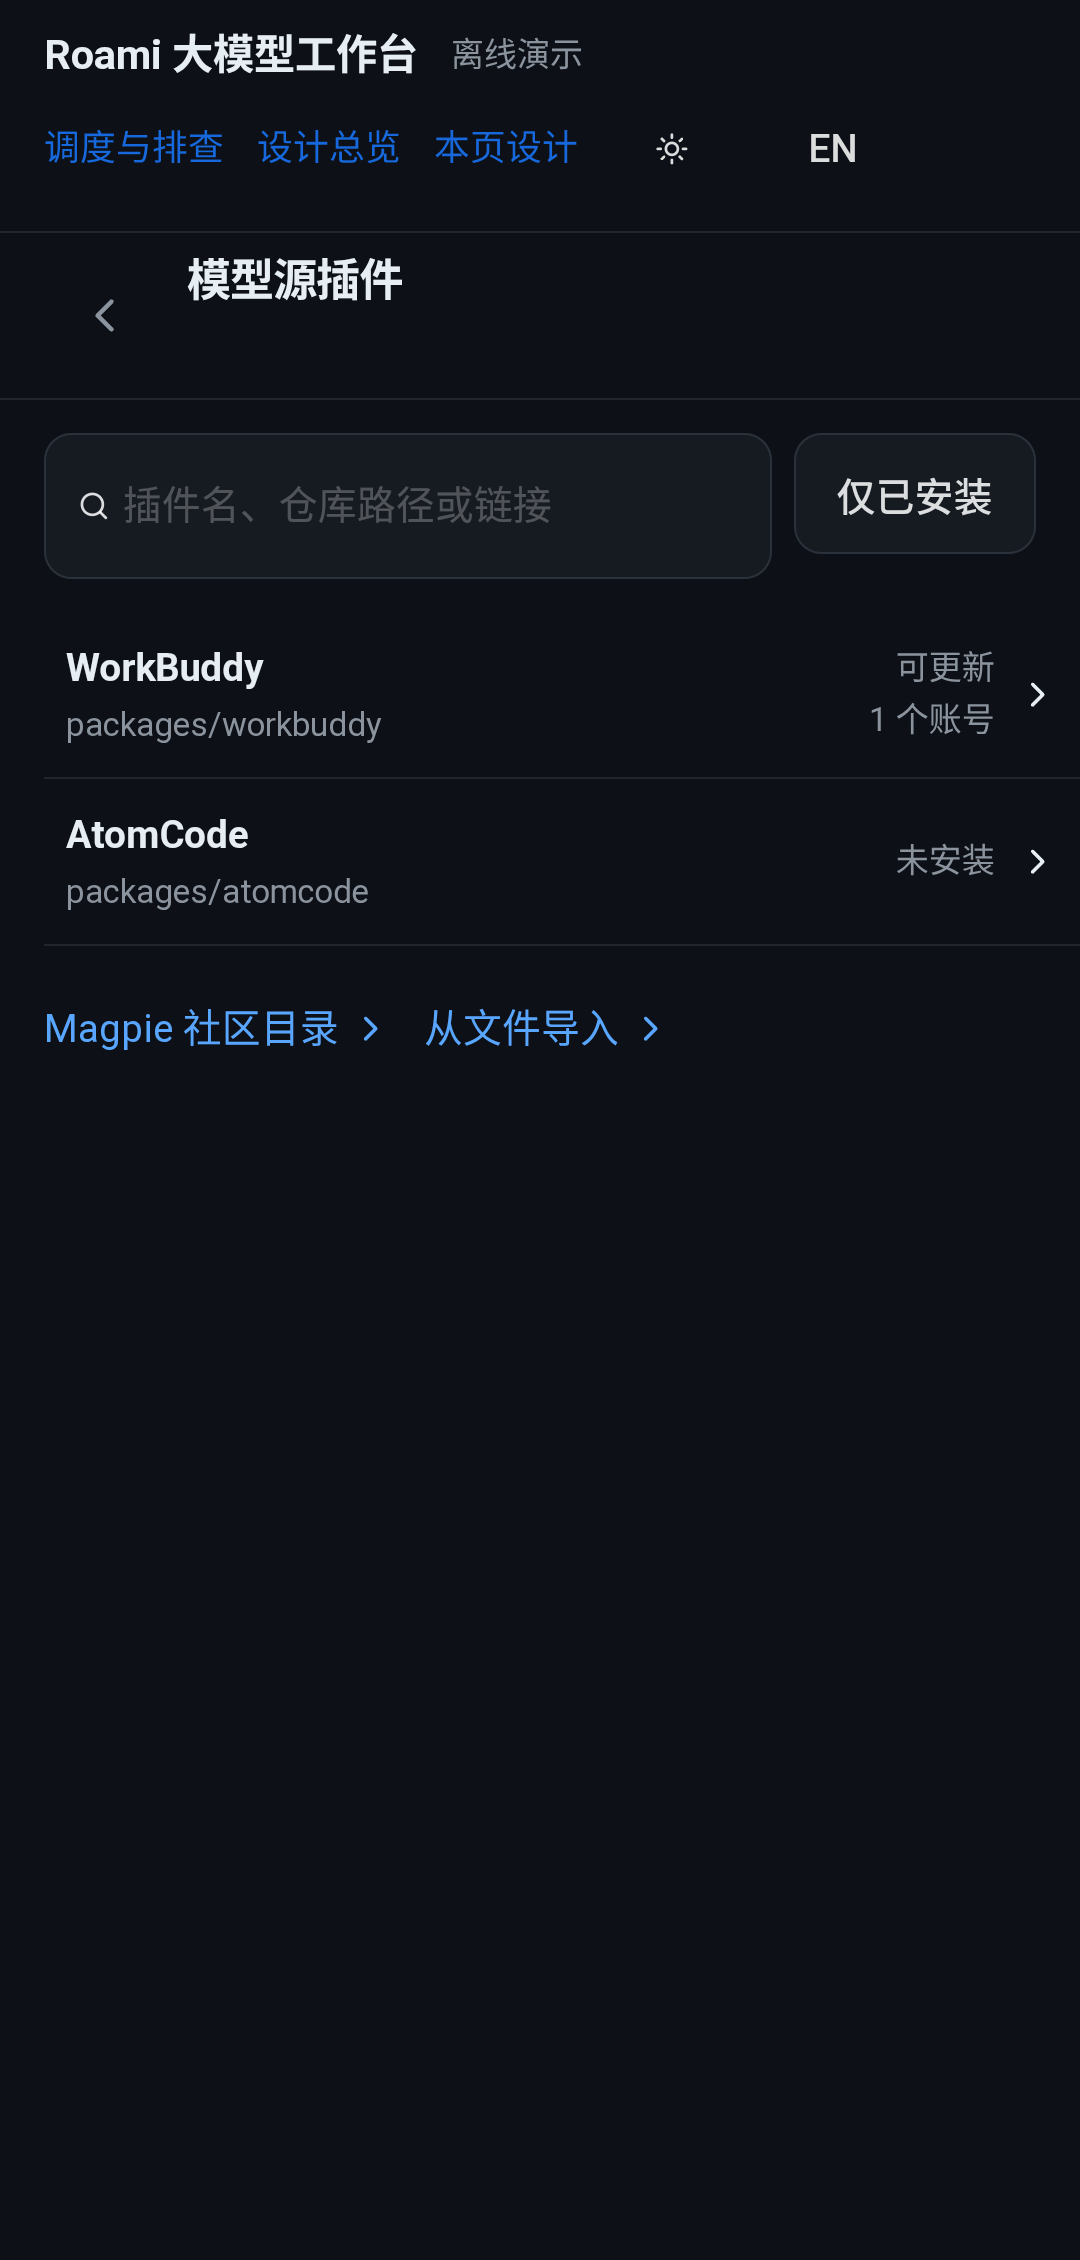 Roami 大模型工作台 离线演示
调度与排查 设计总览 本页设计 EN
模型源插件
插件名、仓库路径或链接 仅已安装
WorkBuddy
packages/workbuddy
可更新
1 个账号
AtomCode
packages/atomcode
未安装
Magpie 社区目录 从文件导入